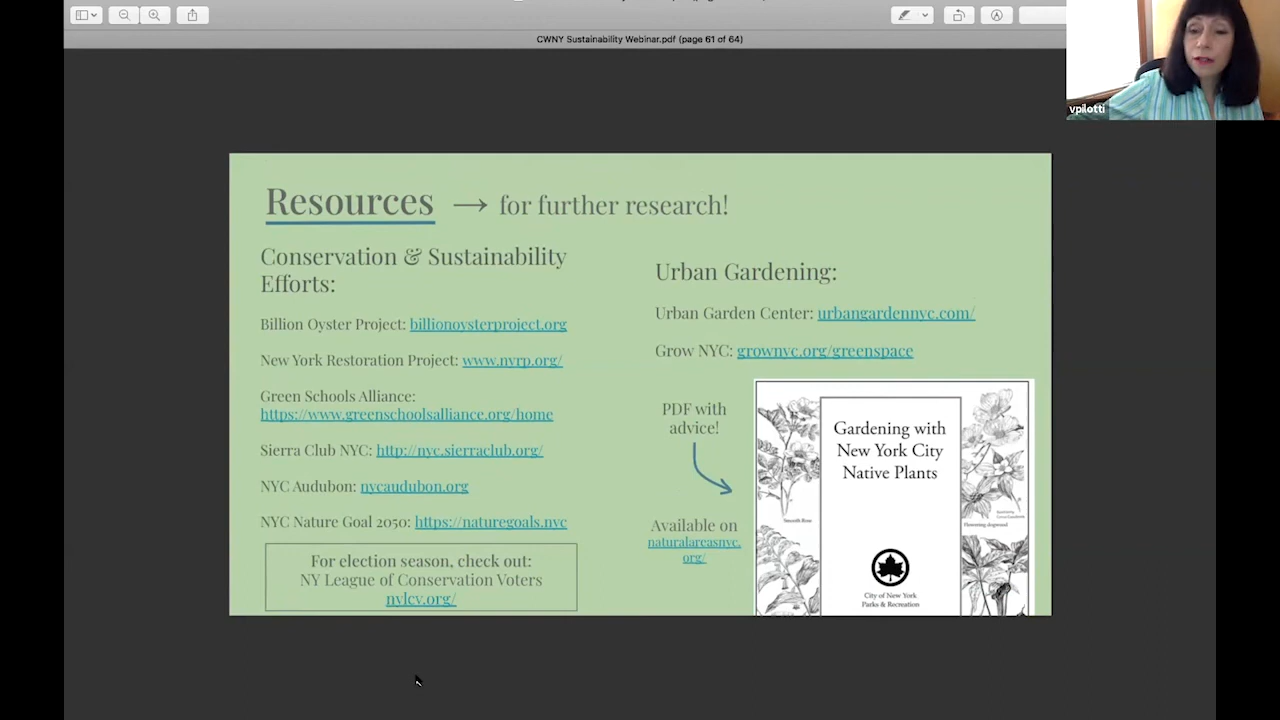 CWNY Sustainability Webinar.pdf (page 61 of 64)
vpilotti
Resources → for further research!
Conservation & Sustainability
Efforts:
Billion Oyster Project: billionoysterproject.org
New York Restoration Project: www.nyrp.org/
Green Schools Alliance:
https://www.greenschoolsalliance.org/home
Sierra Club NYC: http://nyc.sierraclub.org/
NYC Audubon: nycaudubon.org
NYC Nature Goal 2050: https://naturegoals.nyc
For election season, check out:
NY League of Conservation Voters
nylcv.org/
Urban Gardening:
Urban Garden Center: urbangardennyc.com/
Grow NYC: grownyc.org/greenspace
PDF with
advice!
Available on
naturalareasnyc.
org/
Gardening with
New York City
Native Plants
Smooth Rose
Flowering dogwood
City of New York
Parks & Recreation